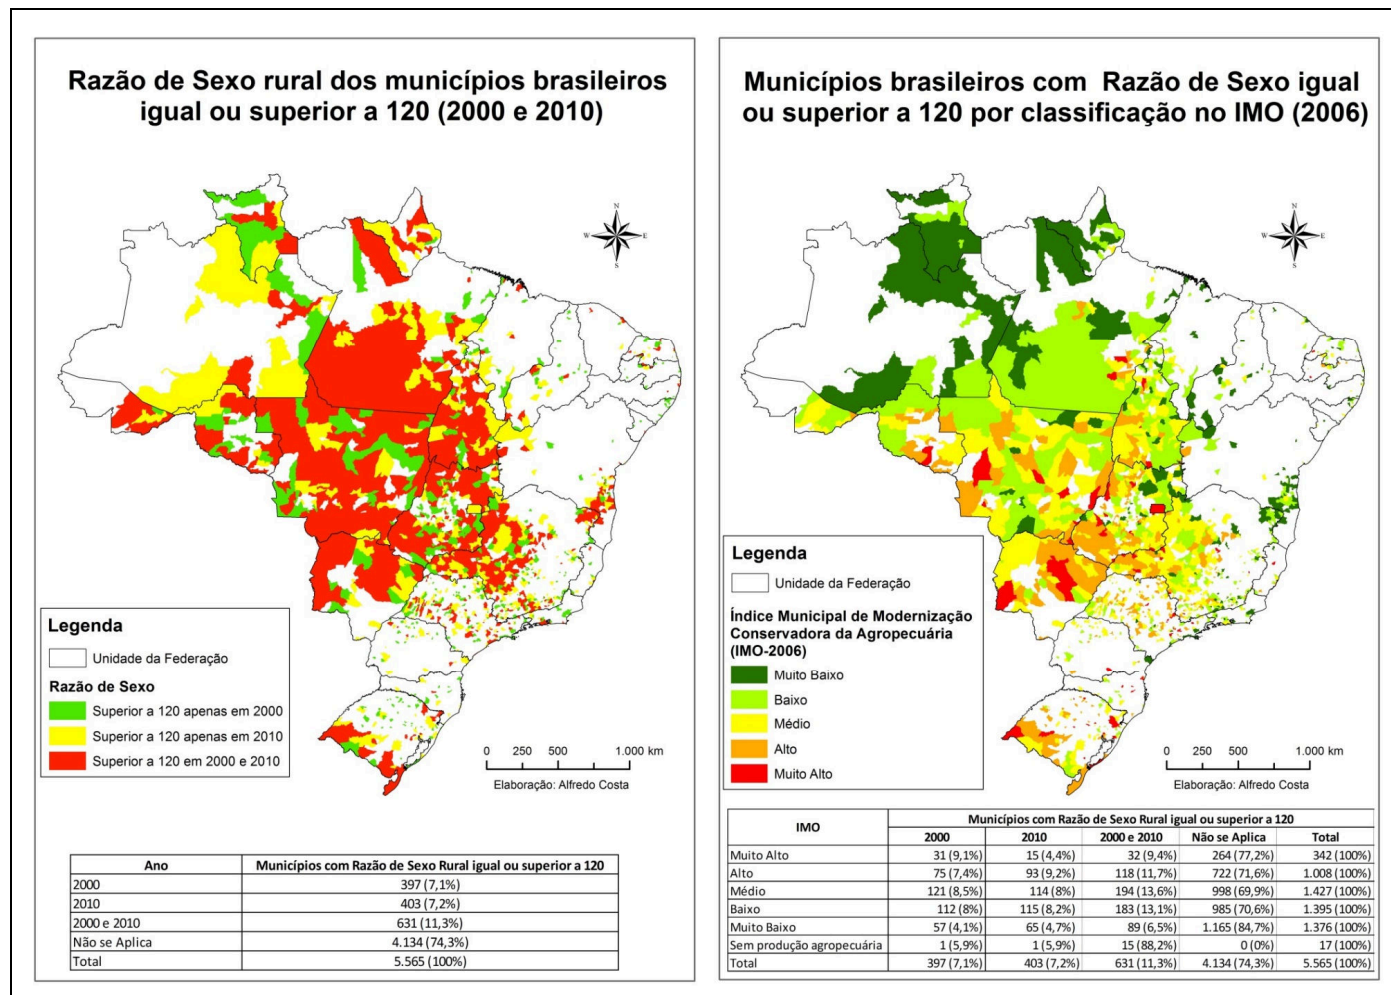 Razão de Sexo rural dos municípios brasileiros
igual ou superior a 120 (2000 e 2010)
N
W E
S
Legenda
Unidade da Federação
Razão de Sexo
Superior a 120 apenas em 2000
Superior a 120 apenas em 2010
Superior a 120 em 2000 e 2010
0 250 500 1.000 km
Elaboração: Alfredo Costa
Ano Municípios com Razão de Sexo Rural igual ou superior a 120
2000 397 (7,1%)
2010 403 (7,2%)
2000 e 2010 631 (11,3%)
Não se Aplica 4.134 (74,3%)
Total 5.565 (100%)
Municípios brasileiros com Razão de Sexo igual
ou superior a 120 por classificação no IMO (2006)
N
W E
S
Legenda
Unidade da Federação
Índice Municipal de Modernização
Conservadora da Agropecuária
(IMO-2006)
Muito Baixo
Baixo
Médio
Alto
Muito Alto
0 250 500 1.000 km
Elaboração: Alfredo Costa
IMO Municípios com Razão de Sexo Rural igual ou superior a 120
2000 2010 2000 e 2010 Não se Aplica Total
Muito Alto 31 (9,1%) 15 (4,4%) 32 (9,4%) 264 (77,2%) 342 (100%)
Alto 75 (7,4%) 93 (9,2%) 118 (11,7%) 722 (71,6%) 1.008 (100%)
Médio 121 (8,5%) 114 (8%) 194 (13,6%) 998 (69,9%) 1.427 (100%)
Baixo 112 (8%) 115 (8,2%) 183 (13,1%) 985 (70,6%) 1.395 (100%)
Muito Baixo 57 (4,1%) 65 (4,7%) 89 (6,5%) 1.165 (84,7%) 1.376 (100%)
Sem produção agropecuária 1 (5,9%) 1 (5,9%) 15 (88,2%) 0 (0%) 17 (100%)
Total 397 (7,1%) 403 (7,2%) 631 (11,3%) 4.134 (74,3%) 5.565 (100%)